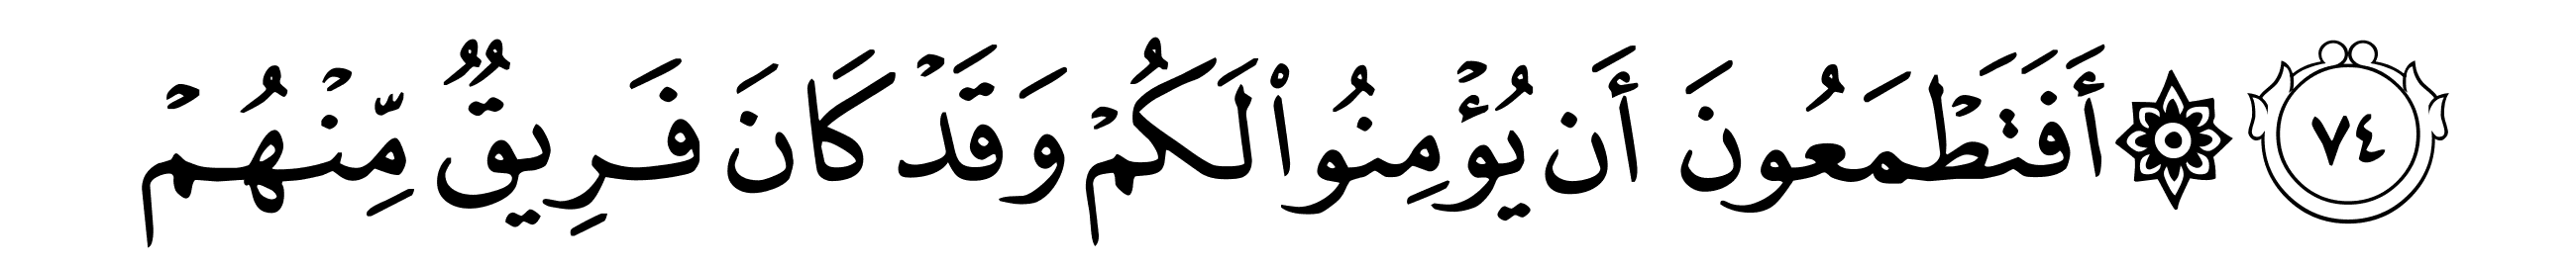 ٧٤ ۞ أَفَتَطۡمَعُونَ أَن يُؤۡمِنُواْ لَكُمۡ وَقَدۡ كَانَ فَرِيقٞ مِّنۡهُمۡ